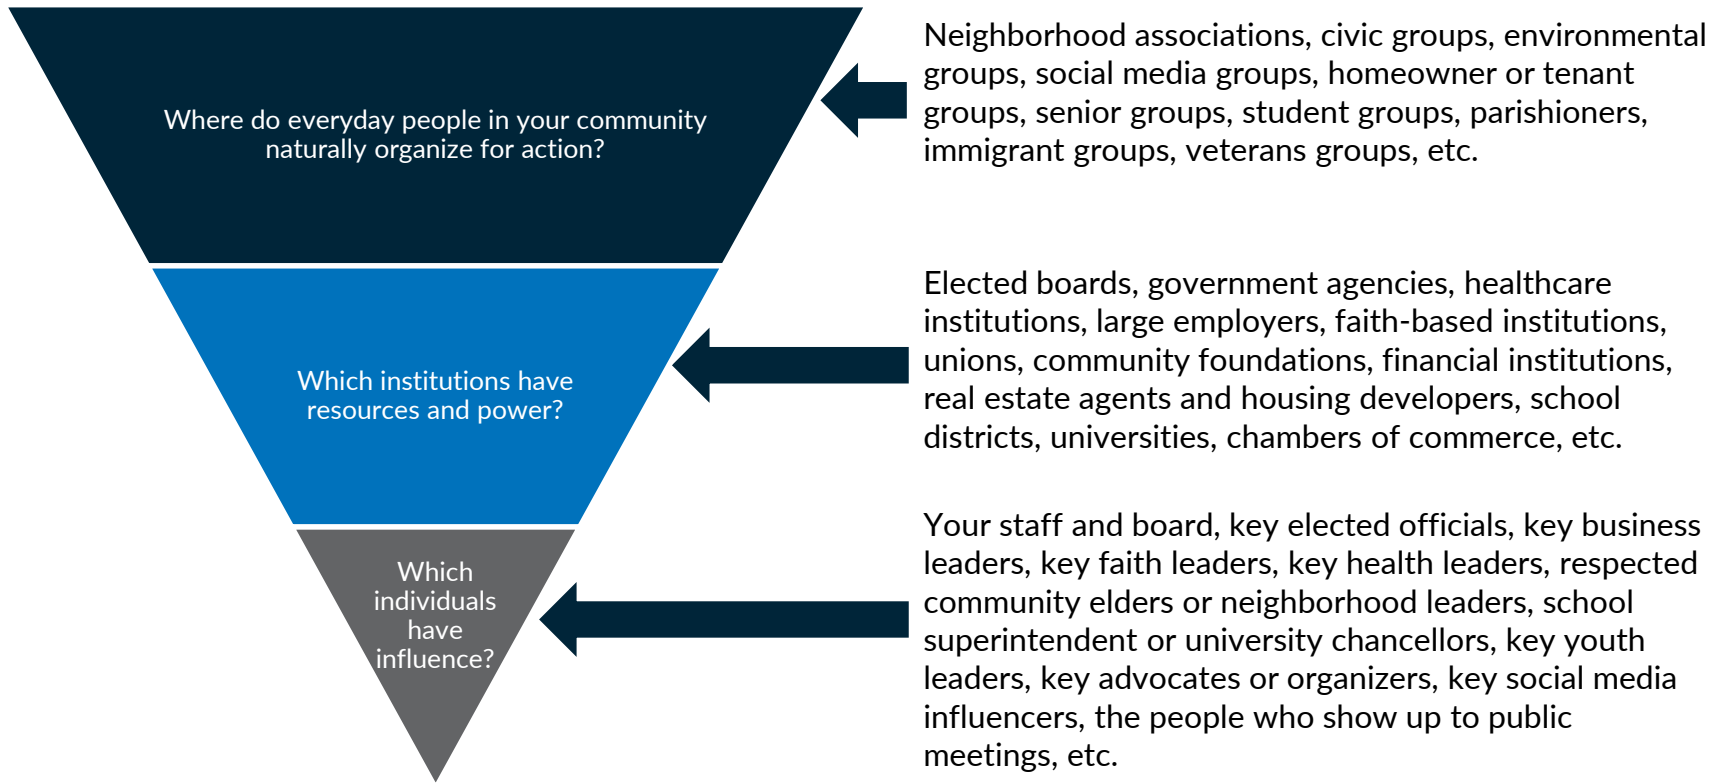 Where do everyday people in your community
naturally organize for action?
Neighborhood associations, civic groups, environmental
groups, social media groups, homeowner or tenant
groups, senior groups, student groups, parishioners,
immigrant groups, veterans groups, etc.
Which institutions have
resources and power?
Elected boards, government agencies, healthcare
institutions, large employers, faith-based institutions,
unions, community foundations, financial institutions,
real estate agents and housing developers, school
districts, universities, chambers of commerce, etc.
Which
individuals
have
influence?
Your staff and board, key elected officials, key business
leaders, key faith leaders, key health leaders, respected
community elders or neighborhood leaders, school
superintendent or university chancellors, key youth
leaders, key advocates or organizers, key social media
influencers, the people who show up to public
meetings, etc.